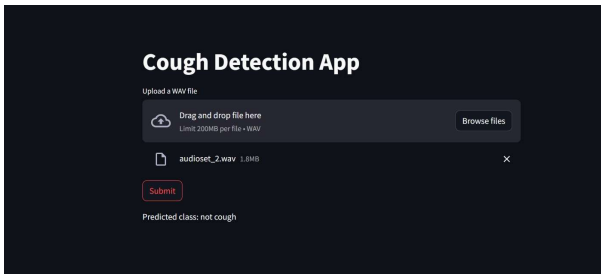 Cough Detection App
Upload a WAV file
Drag and drop file here
Limit 200MB per file • WAV
Browse files
audioset_2.wav 1.8MB
Submit
Predicted class: not cough